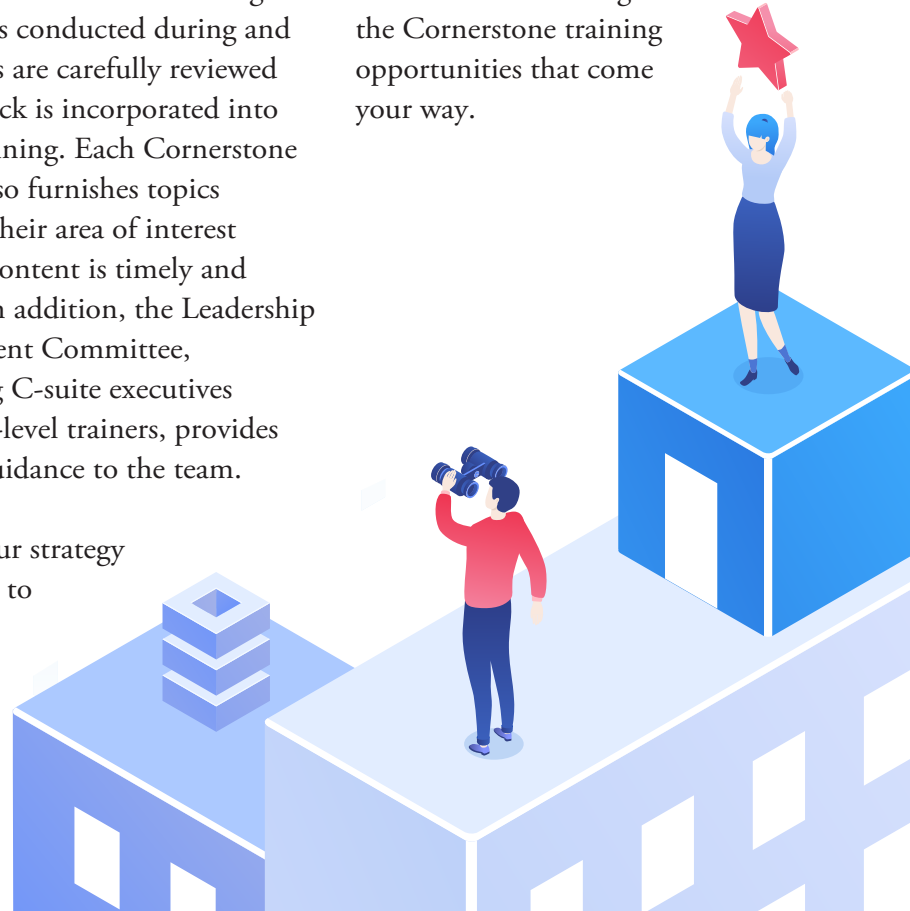 s conducted during and
s are carefully reviewed
ck is incorporated into
ning. Each Cornerstone
so furnishes topics
heir area of interest
ontent is timely and
n addition, the Leadership
ent Committee,
g C-suite executives
-level trainers, provides
uidance to the team.
ur strategy
to
the Cornerstone training
opportunities that come
your way.